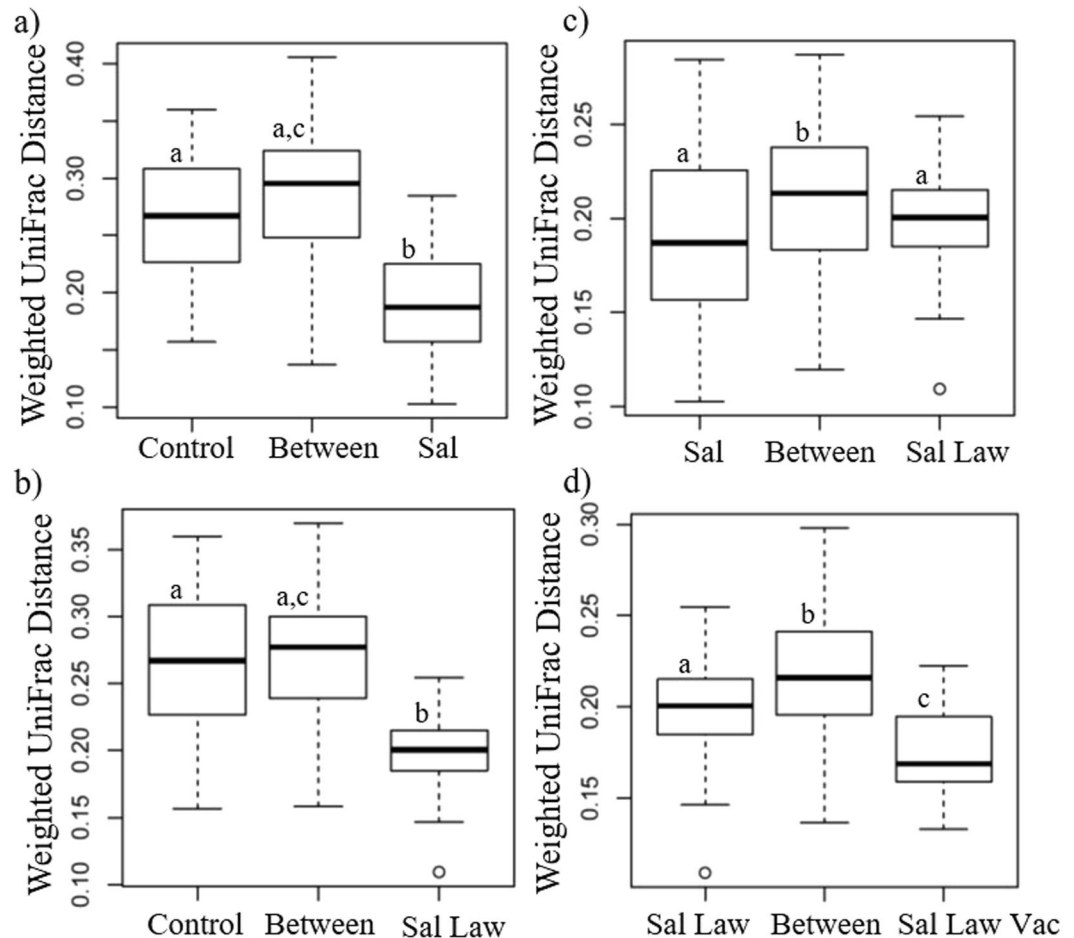 a)
Weighted UniFrac Distance
0.40
0.30
0.20
0.10
a
a,c
b
Control Between Sal
c)
Weighted UniFrac Distance
0.25
0.20
0.15
0.10
a
b
a
Sal Between Sal Law
b)
Weighted UniFrac Distance
0.35
0.30
0.25
0.20
0.15
0.10
a
a,c
b
Control Between Sal Law
d)
Weighted UniFrac Distance
0.30
0.25
0.20
0.15
a
b
c
Sal Law Between Sal Law Vac